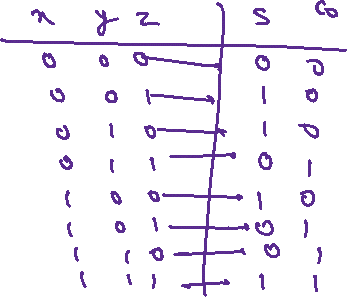 x y z S Co
0 0 0 0 0
0 0 1 1 0
0 1 0 1 0
0 1 1 0 1
1 0 0 1 0
1 0 1 0 1
1 1 0 0 1
1 1 1 1 1